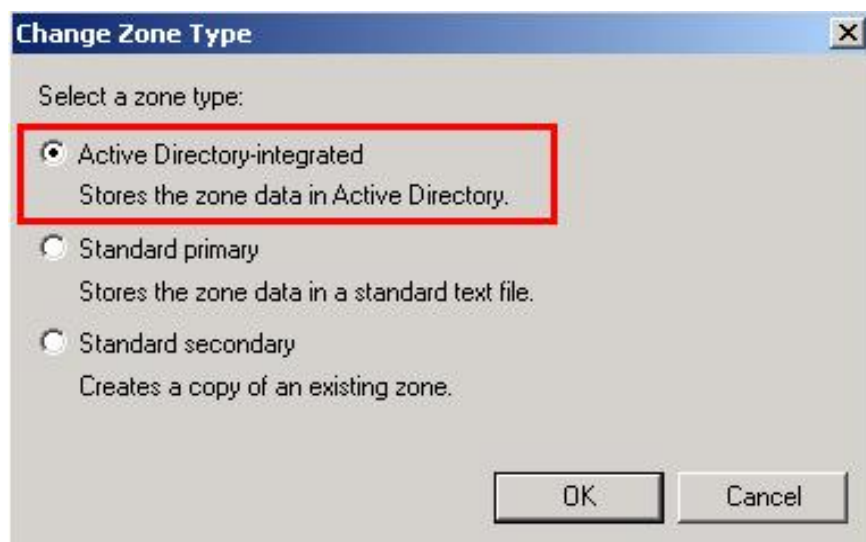 Change Zone Type
Select a zone type:
Active Directory-integrated
Stores the zone data in Active Directory.
Standard primary
Stores the zone data in a standard text file.
Standard secondary
Creates a copy of an existing zone.
OK Cancel